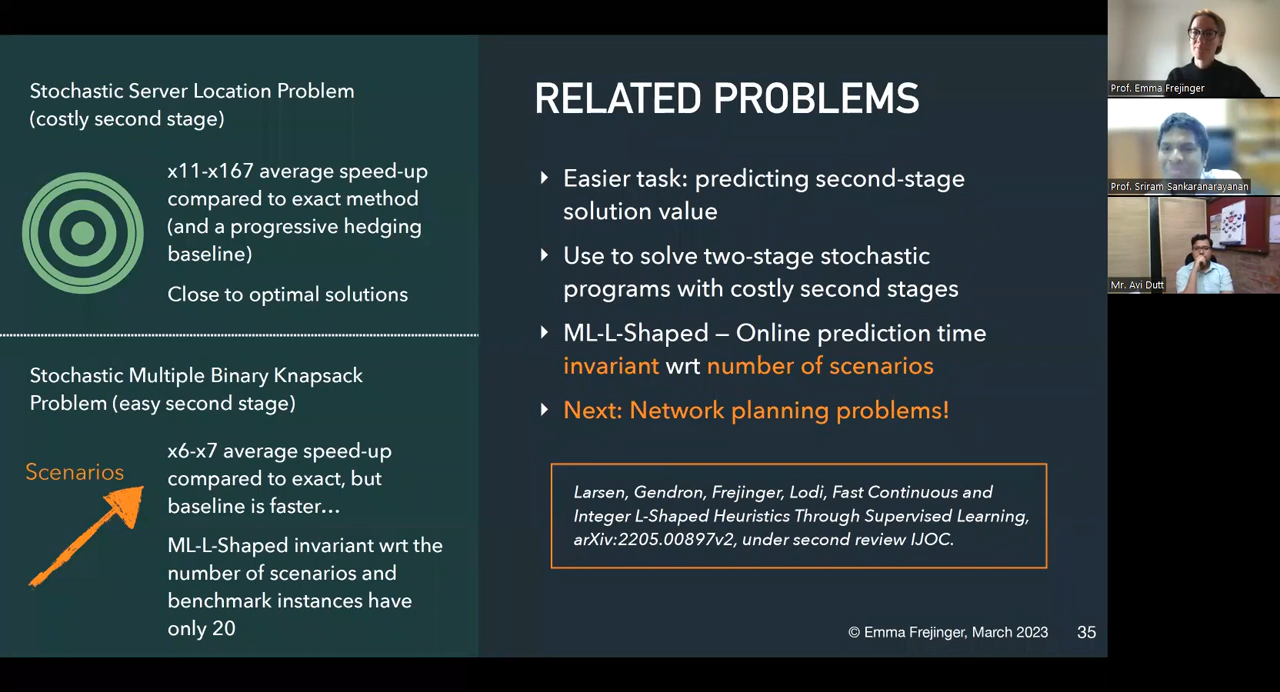 Stochastic Server Location Problem
(costly second stage)
x11-x167 average speed-up
compared to exact method
(and a progressive hedging
baseline)
Close to optimal solutions
Stochastic Multiple Binary Knapsack
Problem (easy second stage)
Scenarios
x6-x7 average speed-up
compared to exact, but
baseline is faster...
ML-L-Shaped invariant wrt the
number of scenarios and
benchmark instances have
only 20
RELATED PROBLEMS
Easier task: predicting second-stage
solution value
Use to solve two-stage stochastic
programs with costly second stages
ML-L-Shaped – Online prediction time
invariant wrt number of scenarios
Next: Network planning problems!
Larsen, Gendron, Frejinger, Lodi, Fast Continuous and
Integer L-Shaped Heuristics Through Supervised Learning,
arXiv:2205.00897v2, under second review IJOC.
© Emma Frejinger, March 2023 35
Prof. Emma Frejinger
Prof. Sriram Sankaranarayanan
Mr. Avi Dutt